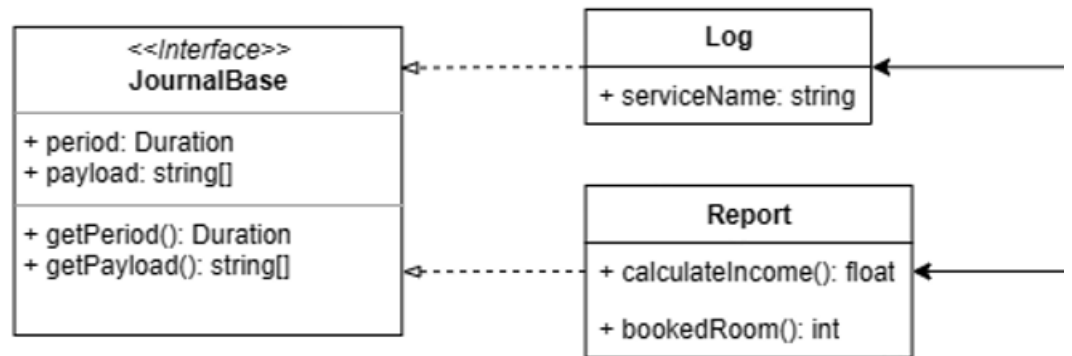 <<Interface>>
JournalBase
+ period: Duration
+ payload: string[]
+ getPeriod(): Duration
+ getPayload(): string[]
Log
+ serviceName: string
Report
+ calculateIncome(): float
+ bookedRoom(): int